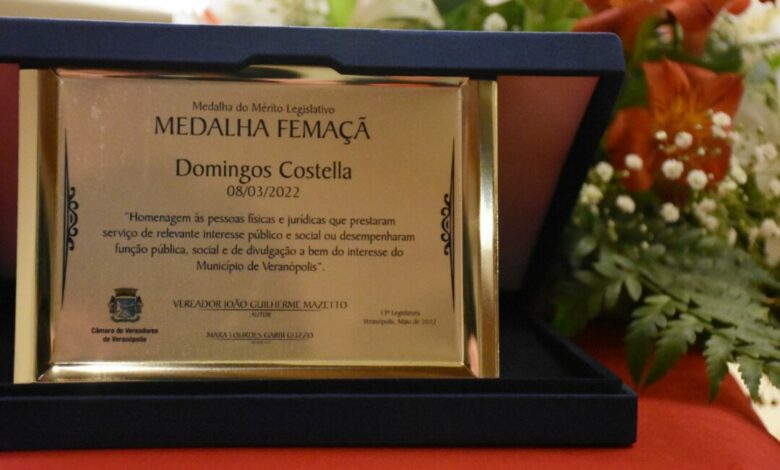 Medalha do Mérito Legislativo
MEDALHA FEMAÇÃ
Domingos Costella
08/03/2022
"Homenagem às pessoas físicas e jurídicas que prestaram
serviço de relevante interesse público e social ou desempenharam
função pública, social e de divulgação a bem do interesse do
Município de Veranópolis".
VEREADOR JOÃO GUILHERME MAZETTO
AUTOR
MARA LOURDES GARIB GUZZO
Câmara de Vereadores
de Veranópolis
Legislatura
Veranópolis, Maio de 2022